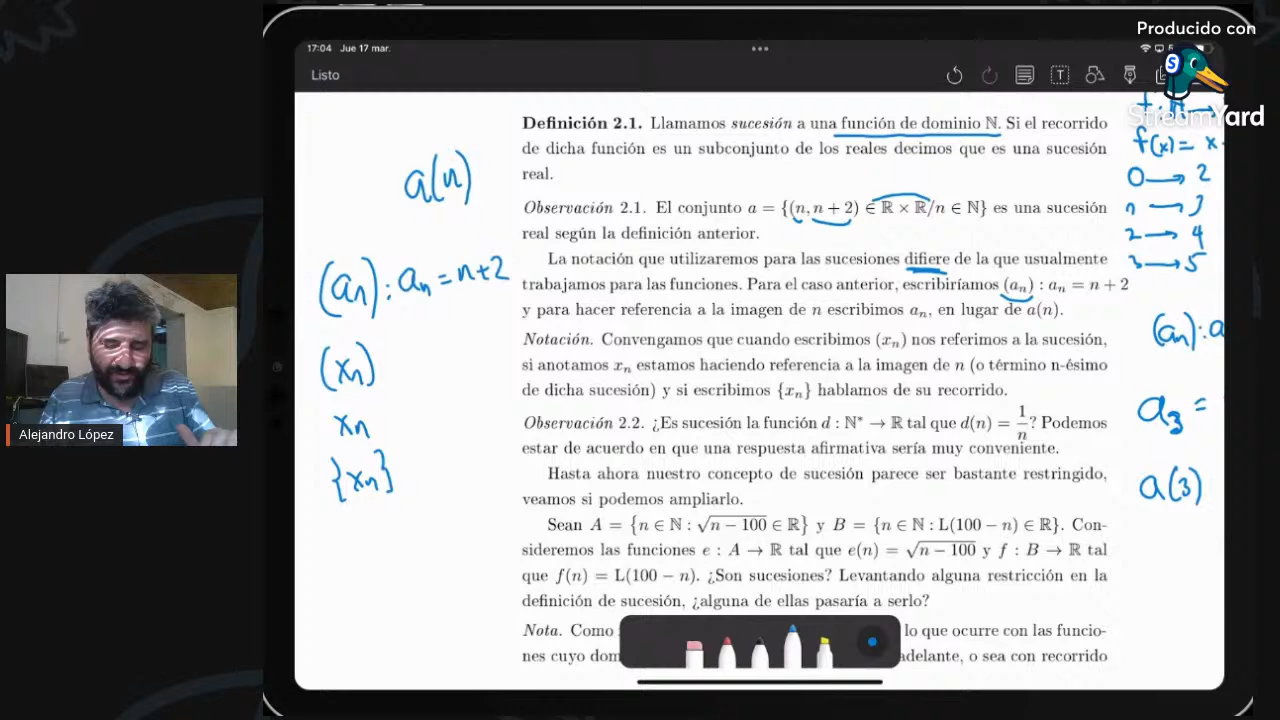 Producido con
StreamYard
17:04 Jue 17 mar.
Listo
Definición 2.1. Llamamos sucesión a una función de dominio ℕ. Si el recorrido
de dicha función es un subconjunto de los reales decimos que es una sucesión
real.
Observación 2.1. El conjunto a = {(n, n + 2) ∈ ℝ × ℝ/n ∈ ℕ} es una sucesión
real según la definición anterior.
La notación que utilizaremos para las sucesiones difiere de la que usualmente
trabajamos para las funciones. Para el caso anterior, escribiríamos (aₙ) : aₙ = n + 2
y para hacer referencia a la imagen de n escribimos aₙ, en lugar de a(n).
Notación. Convengamos que cuando escribimos (xₙ) nos referimos a la sucesión,
si anotamos xₙ estamos haciendo referencia a la imagen de n (o término n-ésimo
de dicha sucesión) y si escribimos {xₙ} hablamos de su recorrido.
Observación 2.2. ¿Es sucesión la función d : ℕ* → ℝ tal que d(n) = 1/n? Podemos
estar de acuerdo en que una respuesta afirmativa sería muy conveniente.
Hasta ahora nuestro concepto de sucesión parece ser bastante restringido,
veamos si podemos ampliarlo.
Sean A = {n ∈ ℕ : √(n − 100) ∈ ℝ} y B = {n ∈ ℕ : L(100 − n) ∈ ℝ}. Con-
sideremos las funciones e : A → ℝ tal que e(n) = √(n − 100) y f : B → ℝ tal
que f(n) = L(100 − n). ¿Son sucesiones? Levantando alguna restricción en la
definición de sucesión, ¿alguna de ellas pasaría a serlo?
Nota. Como lo que ocurre con las funcio-
nes cuyo dom adelante, o sea con recorrido
a(n)
(aₙ) : aₙ = n+2
(xₙ)
xₙ
{xₙ}
f(x) = x
0 → 2
1 → 3
2 → 4
3 → 5
(aₙ) : a
a₃ =
a(3)
Alejandro López